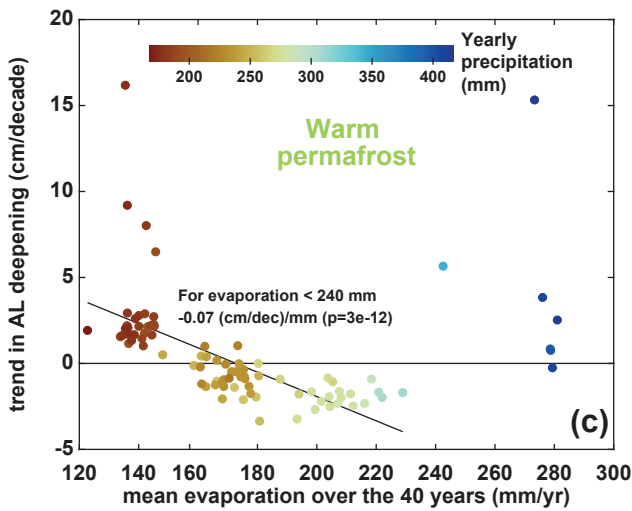 20
15
10
5
0
-5
trend in AL deepening (cm/decade)
200 250 300 350 400
Yearly
precipitation
(mm)
Warm
permafrost
For evaporation < 240 mm
-0.07 (cm/dec)/mm (p=3e-12)
(c)
120 140 160 180 200 220 240 260 280 300
mean evaporation over the 40 years (mm/yr)